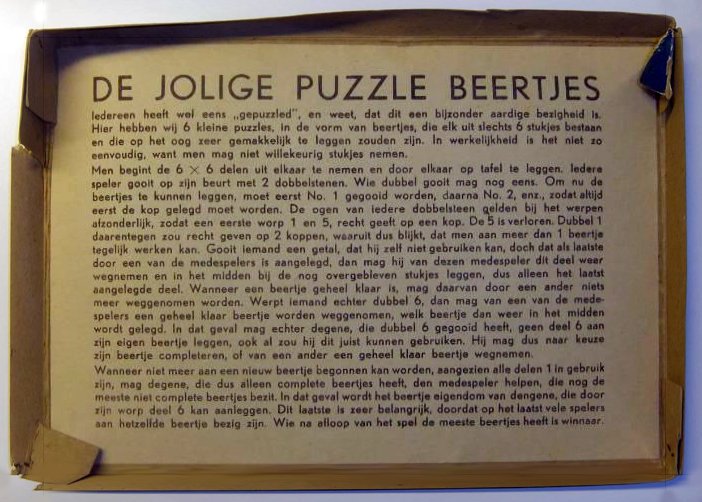 DE JOLIGE PUZZLE BEERTJES
Iedereen heeft wel eens „gepuzzled", en weet, dat dit een bijzonder aardige bezigheid is.
Hier hebben wij 6 kleine puzzles, in de vorm van beertjes, die elk uit slechts 6 stukjes bestaan
en die op het oog zeer gemakkelijk te leggen zouden zijn. In werkelijkheid is het niet zo
eenvoudig, want men mag niet willekeurig stukjes nemen.
Men begint de 6 × 6 delen uit elkaar te nemen en door elkaar op tafel te leggen. Iedere
speler gooit op zijn beurt met 2 dobbelstenen. Wie dubbel gooit mag nog eens. Om nu de
beertjes te kunnen leggen, moet eerst No. 1 gegooid worden, daarna No. 2, enz., zodat altijd
eerst de kop gelegd moet worden. De ogen van iedere dobbelsteen gelden bij het werpen
afzonderlijk, zodat een eerste worp 1 en 5, recht geeft op een kop. De 5 is verloren. Dubbel 1
daarentegen zou recht geven op 2 koppen, waaruit dus blijkt, dat men aan meer dan 1 beertje
tegelijk werken kan. Gooit iemand een getal, dat hij zelf niet gebruiken kan, doch dat als laatste
door een van de medespelers is aangelegd, dan mag hij van dezen medespeler dit deel weer
wegnemen en in het midden bij de nog overgebleven stukjes leggen, dus alleen het laatst
aangelegde deel. Wanneer een beertje geheel klaar is, mag daarvan door een ander niets
meer weggenomen worden. Werpt iemand echter dubbel 6, dan mag van een van de mede-
spelers een geheel klaar beertje worden weggenomen, welk beertje dan weer in het midden
wordt gelegd. In dat geval mag echter degene, die dubbel 6 gegooid heeft, geen deel 6 aan
zijn eigen beertje leggen, ook al zou hij dit juist kunnen gebruiken. Hij mag dus naar keuze
zijn beertje completeren, of van een ander een geheel klaar beertje wegnemen.
Wanneer niet meer aan een nieuw beertje begonnen kan worden, aangezien alle delen 1 in gebruik
zijn, mag degene, die dus alleen complete beertjes heeft, den medespeler helpen, die nog de
meeste niet complete beertjes bezit. In dat geval wordt het beertje eigendom van dengene, die door
zijn worp deel 6 kan aanleggen. Dit laatste is zeer belangrijk, doordat op het laatst vele spelers
aan hetzelfde beertje bezig zijn. Wie na afloop van het spel de meeste beertjes heeft is winnaar.